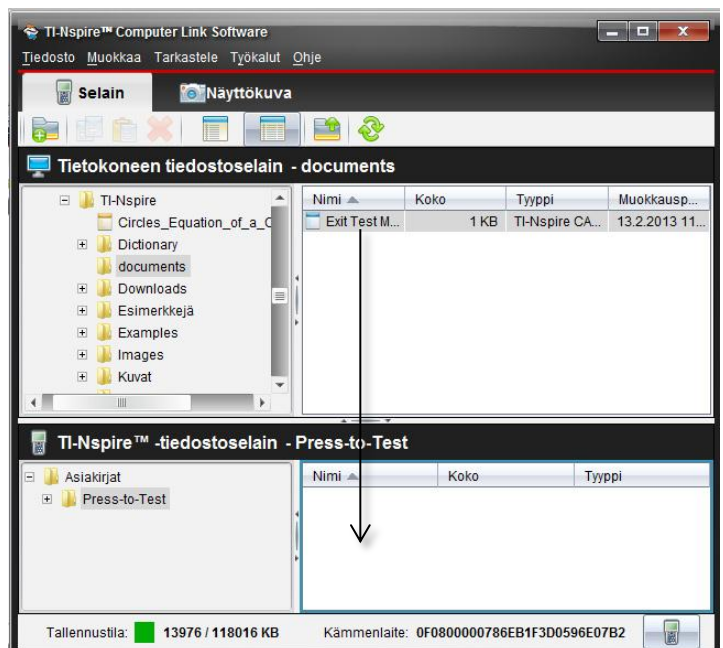 TI-Nspire™ Computer Link Software
Tiedosto Muokkaa Tarkastele Työkalut Ohje
Selain Näyttökuva
Tietokoneen tiedostoselain - documents
TI-Nspire
Circles_Equation_of_a_C
Dictionary
documents
Downloads
Esimerkkejä
Examples
Images
Kuvat
Nimi Koko Tyyppi Muokkausp...
Exit Test M... 1 KB TI-Nspire CA... 13.2.2013 11...
TI-Nspire™ -tiedostoselain - Press-to-Test
Asiakirjat
Press-to-Test
Nimi Koko Tyyppi
Tallennustila: 13976 / 118016 KB Kämmenlaite: 0F0800000786EB1F3D0596E07B2